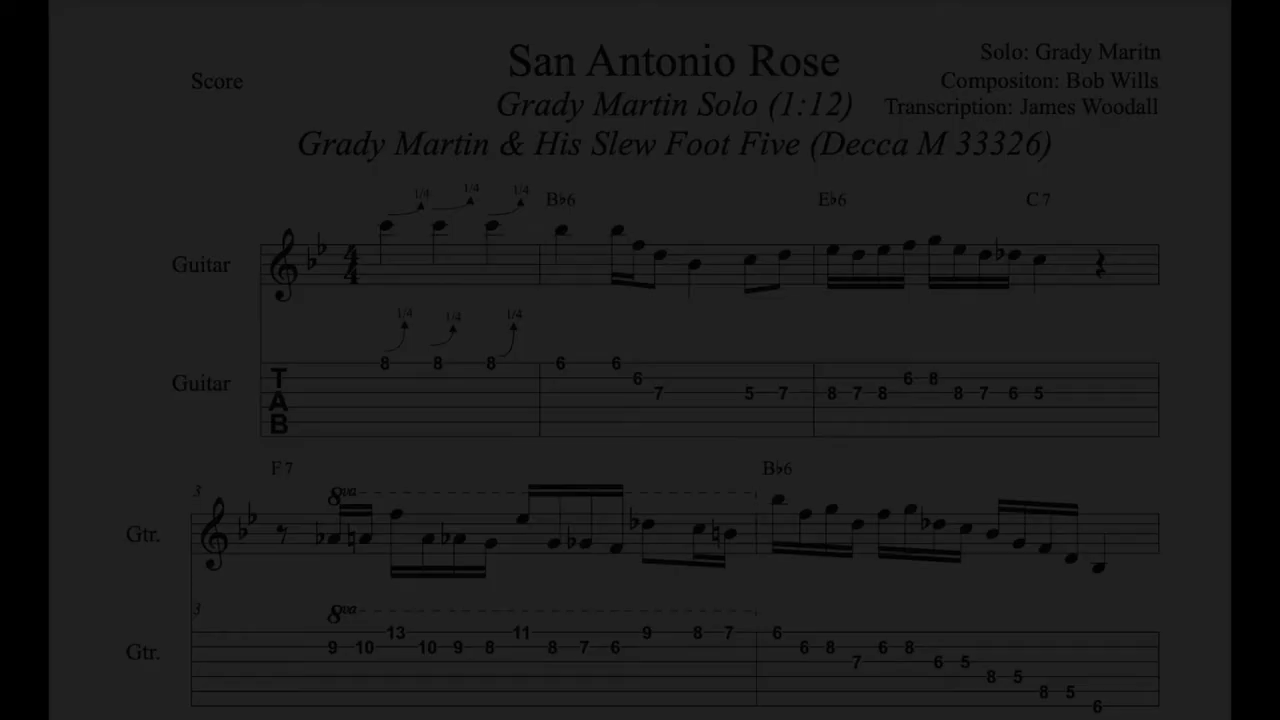 San Antonio Rose
Solo: Grady Maritn
Score
Compositon: Bob Wills
Grady Martin Solo (1:12)
Transcription: James Woodall
Grady Martin & His Slew Foot Five (Decca M 33326)
1/4 1/4 1/4
B♭6 E♭6 C7
Guitar
4
4
1/4 1/4 1/4
8 8 8 6 6
6 6 8
7 5 7 8 7 8 8 7 6 5
Guitar
T
A
B
F7 B♭6
3
8va
Gtr.
3
8va
13 11 9 8 7 6
9 10 10 9 8 8 7 6 6 8 6 8
Gtr.
7 6 5
8 5
8 5
6